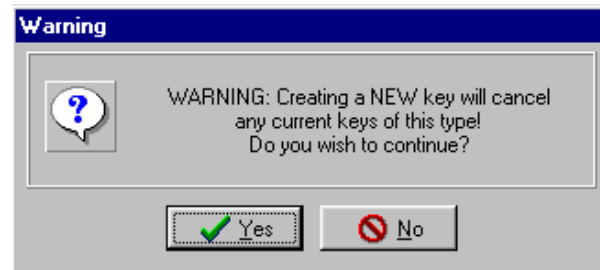 Warning
WARNING: Creating a NEW key will cancel
any current keys of this type!
Do you wish to continue?
Yes
No